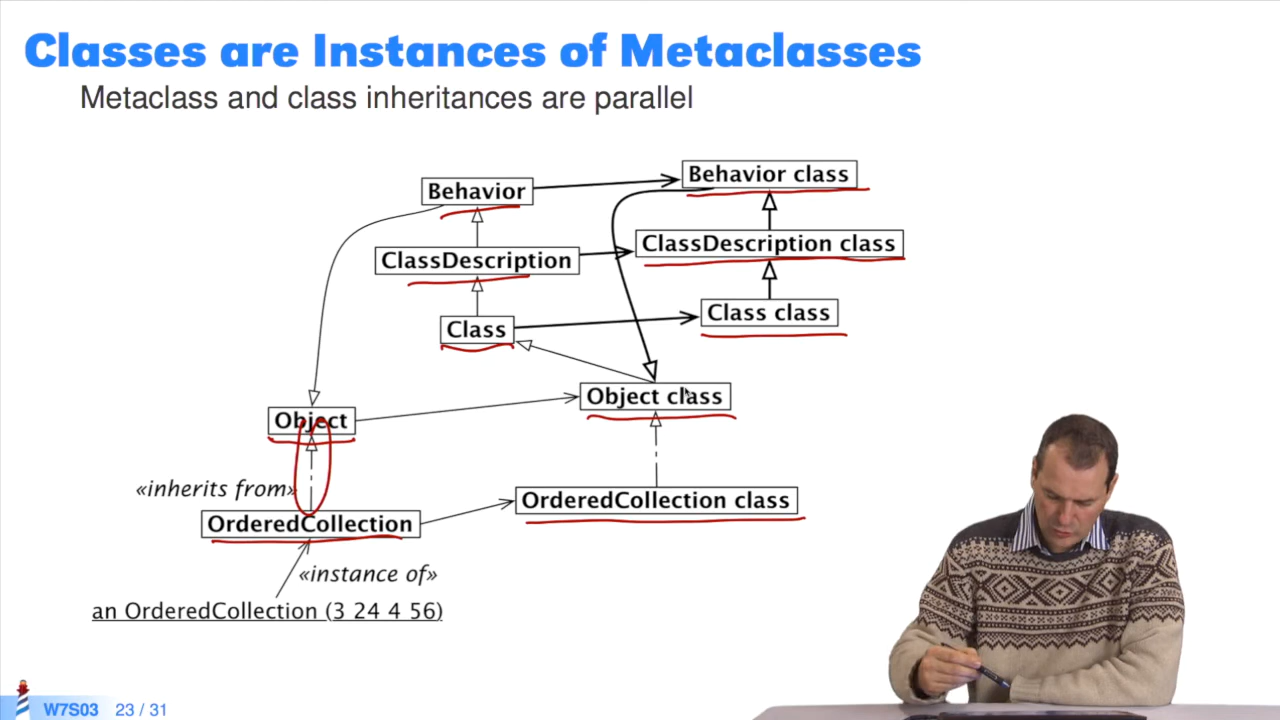 Classes are Instances of Metaclasses
Metaclass and class inheritances are parallel
Behavior class
Behavior
ClassDescription class
ClassDescription
Class class
Class
Object class
Object
«inherits from»
OrderedCollection class
OrderedCollection
«instance of»
an OrderedCollection (3 24 4 56)
W7S03 23 / 31